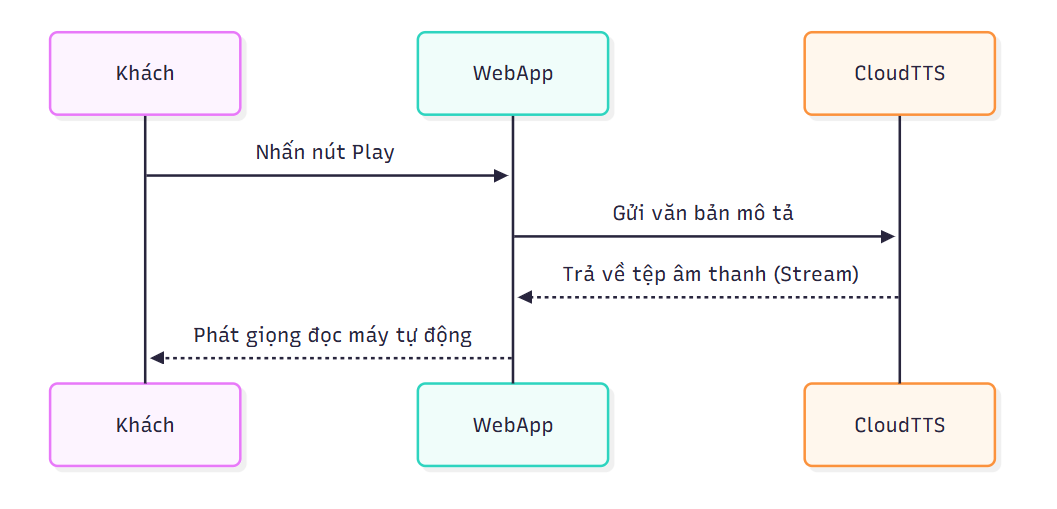 Khách
WebApp
CloudTTS
Nhấn nút Play
Gửi văn bản mô tả
Trả về tệp âm thanh (Stream)
Phát giọng đọc máy tự động
Khách
WebApp
CloudTTS